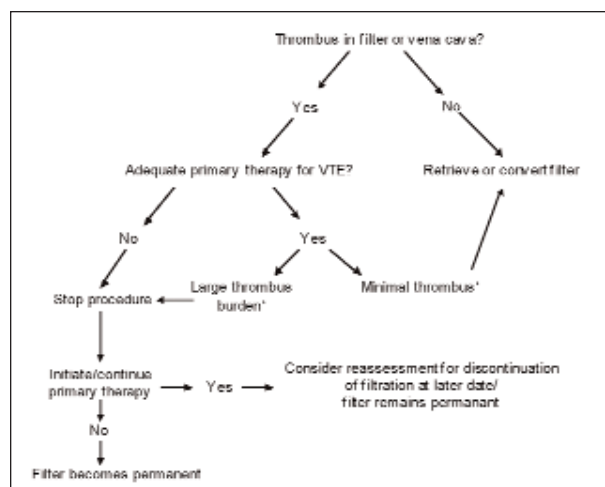 Thrombus in filter or vena cava?
Yes
No
Adequate primary therapy for VTE?
Retrieve or convert filter
No
Yes
Stop procedure
Large thrombus
burden*
Minimal thrombus*
Initiate/continue
primary therapy
Yes
Consider reassessment for discontinuation
of filtration at later date/
filter remains permanant
No
Filter becomes permanent